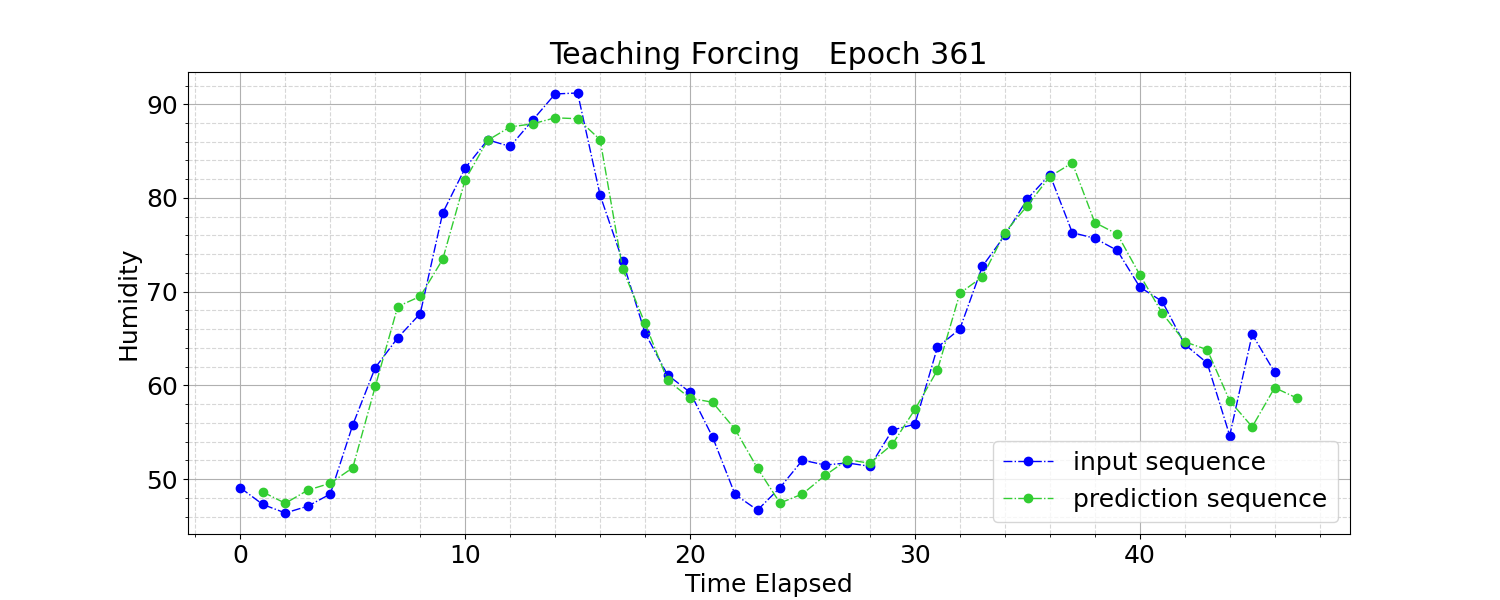 Teaching Forcing   Epoch 361
90
80
70
60
50
Humidity
0 10 20 30 40
Time Elapsed
input sequence
prediction sequence